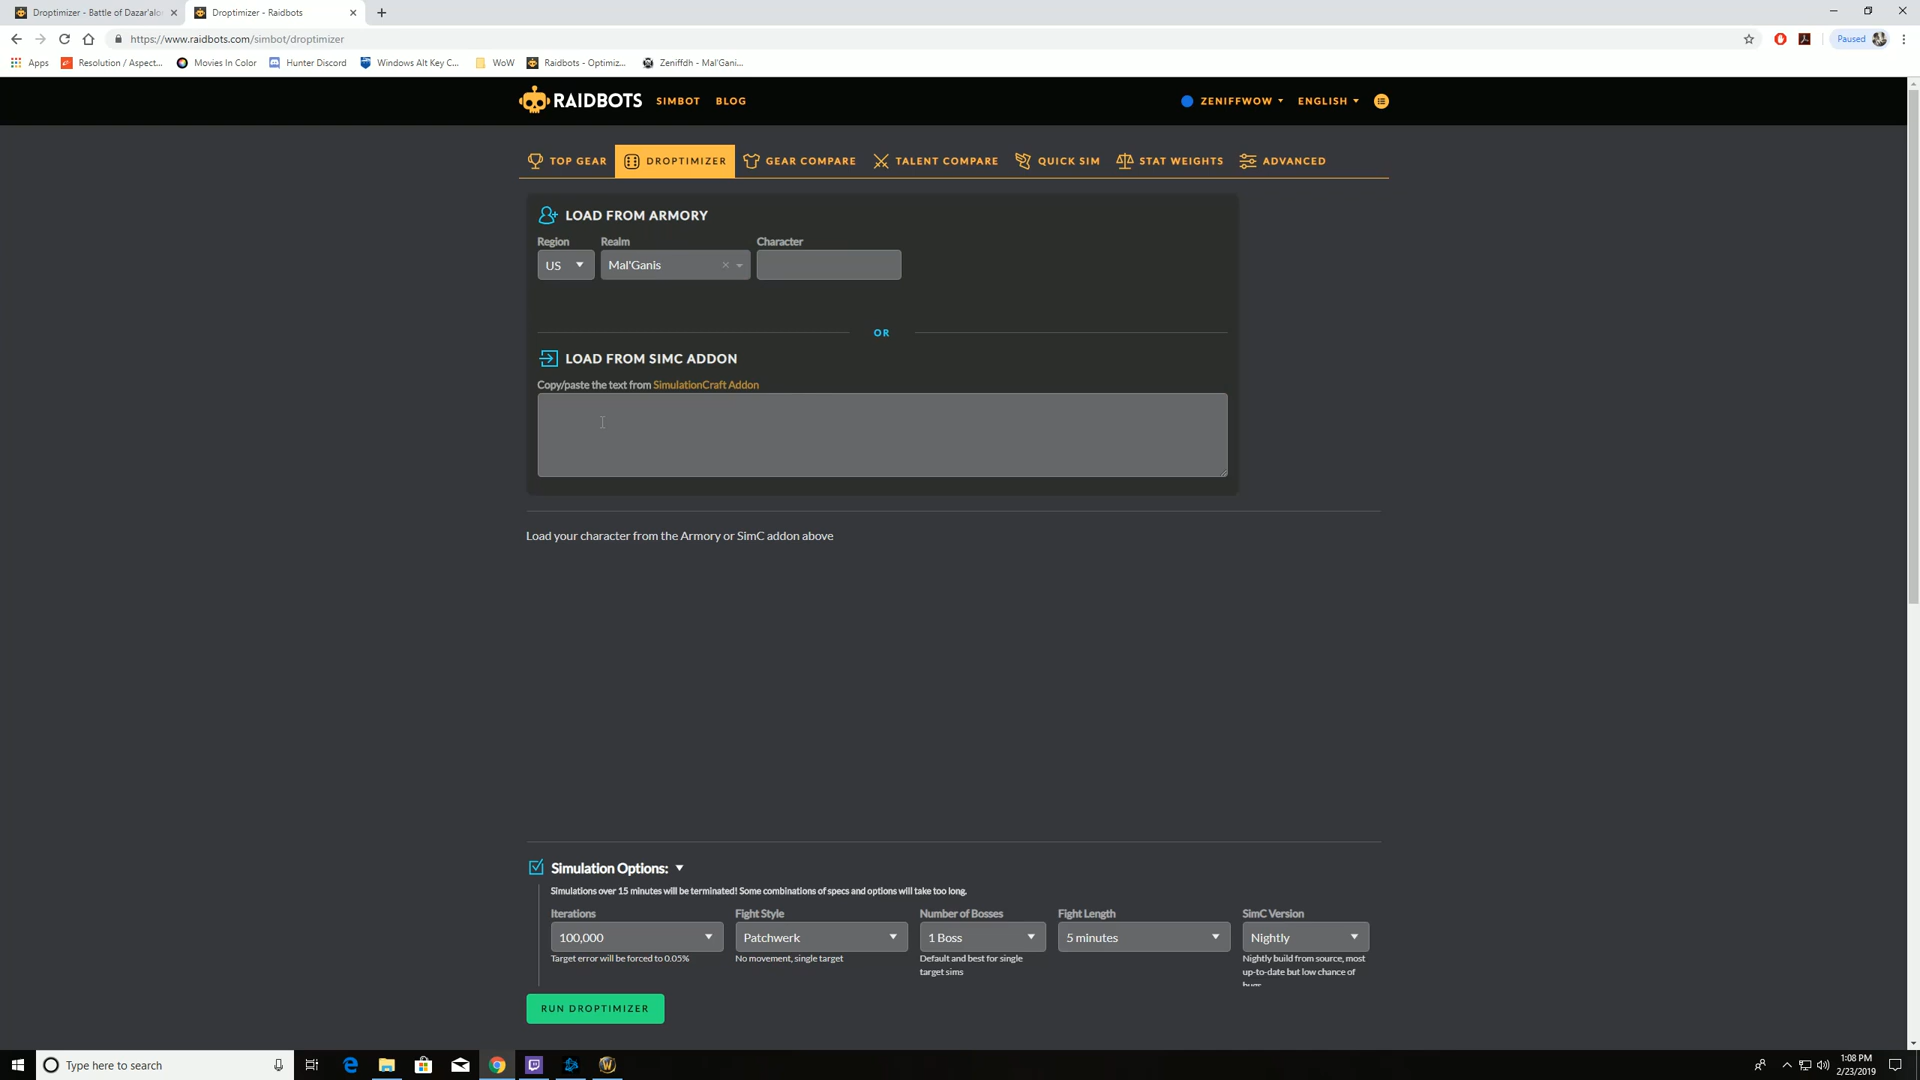 Droptimizer - Battle of Dazar'alo
Droptimizer - Raidbots
https://www.raidbots.com/simbot/droptimizer
Paused
Apps
Resolution / Aspect...
Movies In Color
Hunter Discord
Windows Alt Key C...
WoW
Raidbots - Optimiz...
Zeniffdh - Mal'Gani...
RAIDBOTS
SIMBOT
BLOG
ZENIFFWOW
ENGLISH
TOP GEAR
DROPTIMIZER
GEAR COMPARE
TALENT COMPARE
QUICK SIM
STAT WEIGHTS
ADVANCED
LOAD FROM ARMORY
Region
Realm
Character
US
Mal'Ganis
OR
LOAD FROM SIMC ADDON
Copy/paste the text from SimulationCraft Addon
Load your character from the Armory or SimC addon above
Simulation Options:
Simulations over 15 minutes will be terminated! Some combinations of specs and options will take too long.
Iterations
Fight Style
Number of Bosses
Fight Length
SimC Version
100,000
Patchwerk
1 Boss
5 minutes
Nightly
Target error will be forced to 0.05%
No movement, single target
Default and best for single
target sims
Nightly build from source, most
up-to-date but low chance of
bugs
RUN DROPTIMIZER
Type here to search
1:08 PM
2/23/2019